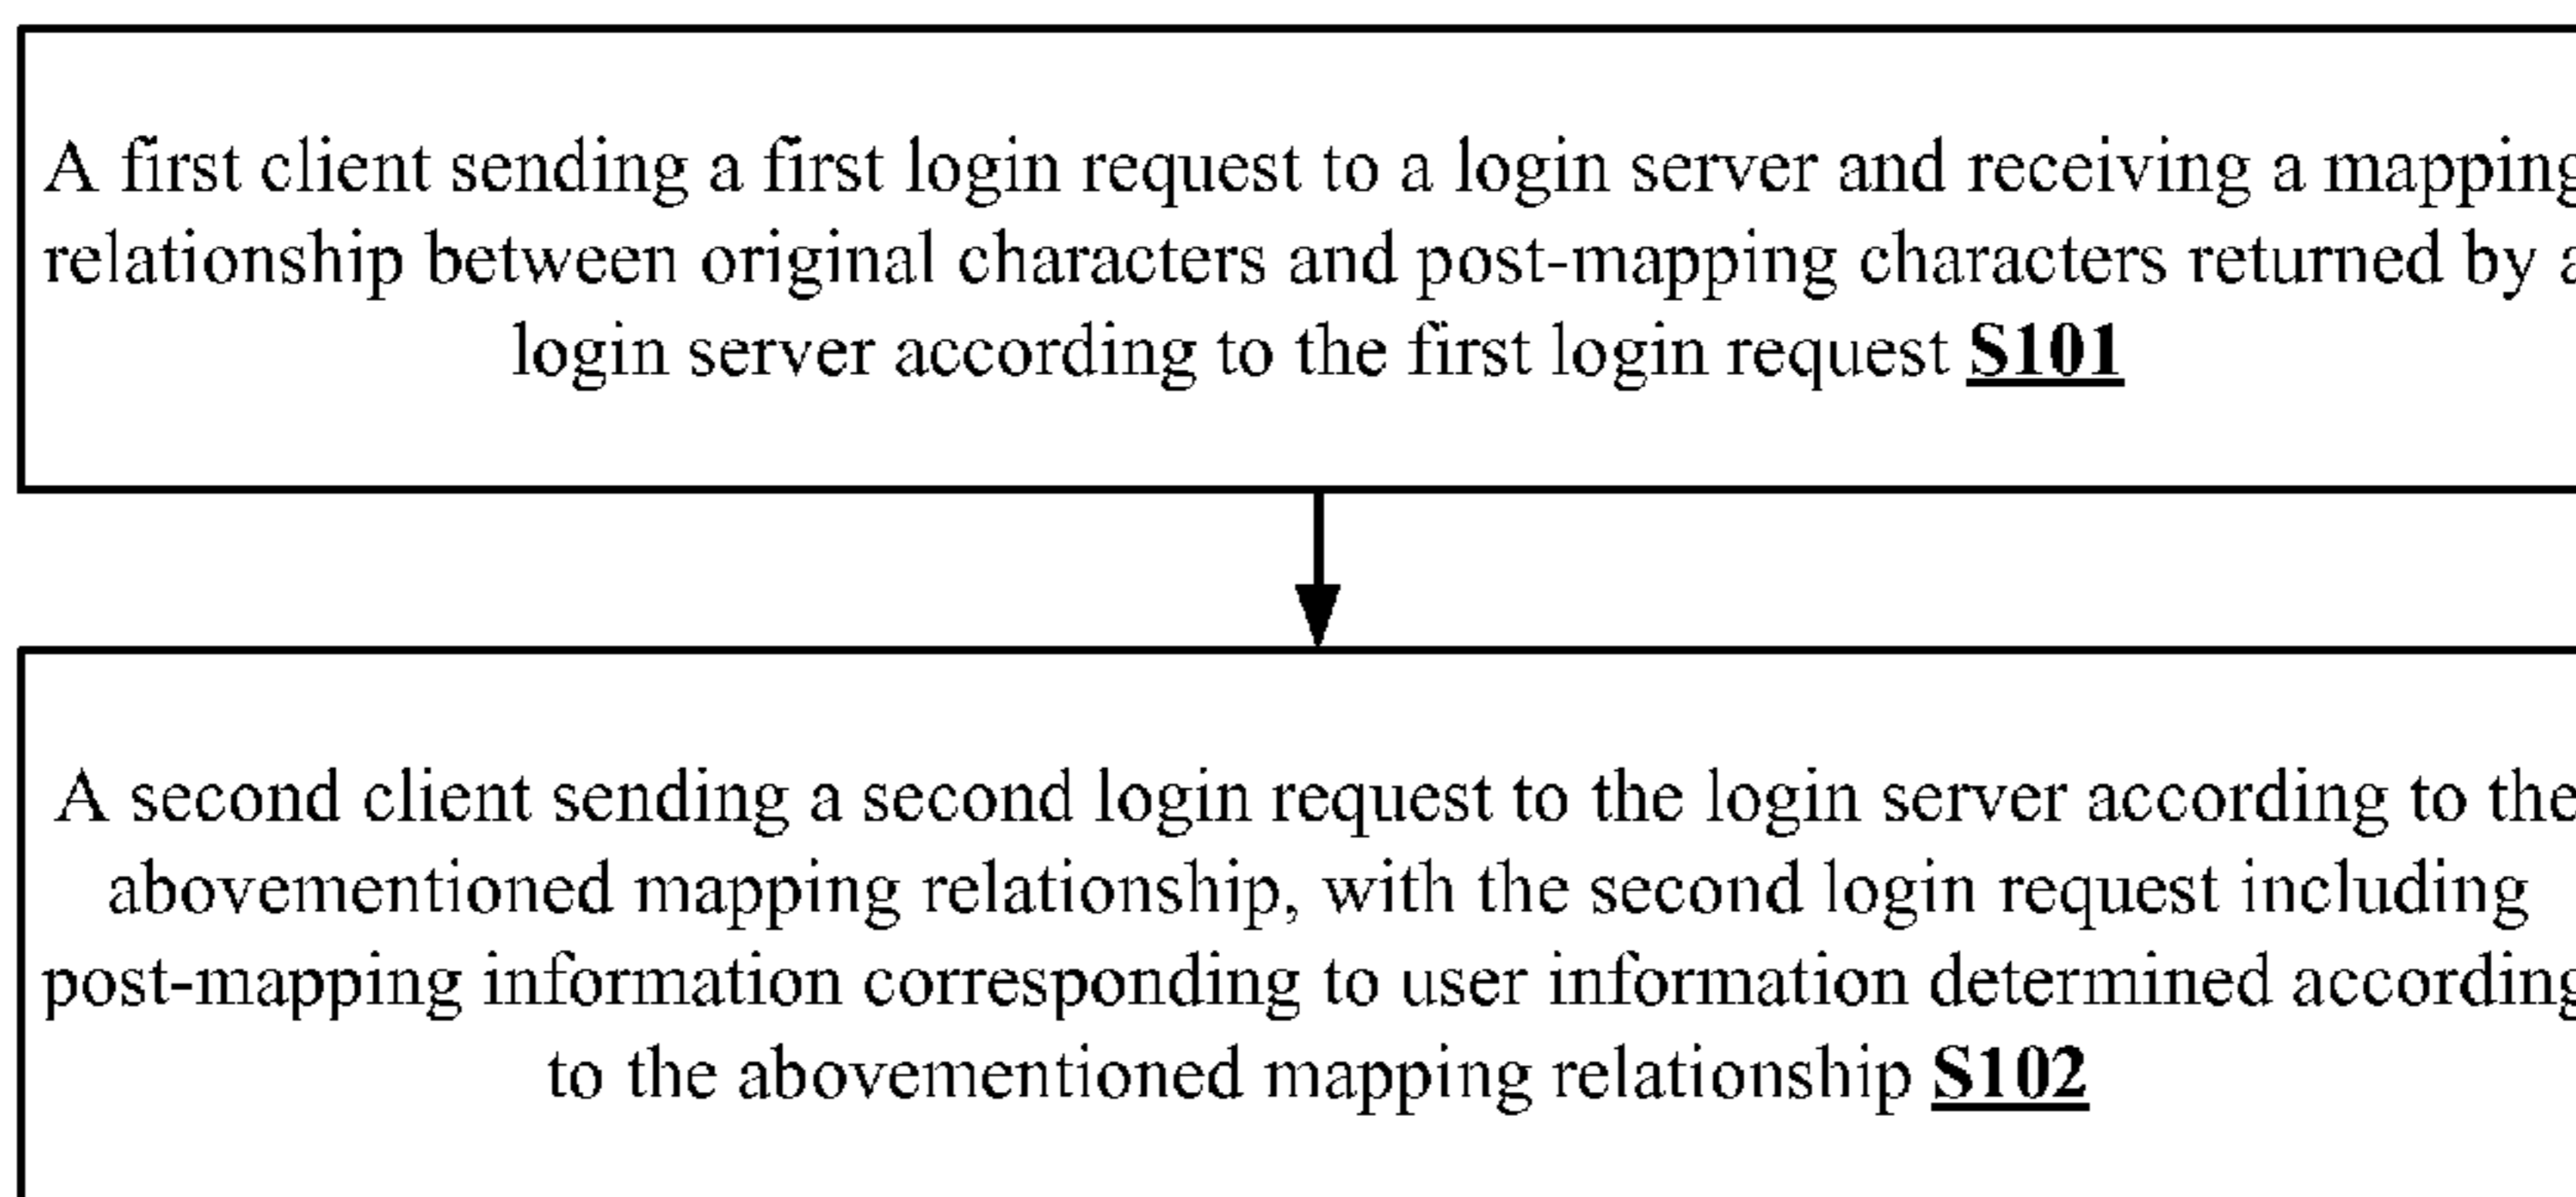 A first client sending a first login request to a login server and receiving a mapping
relationship between original characters and post-mapping characters returned by a
login server according to the first login request S101
A second client sending a second login request to the login server according to the
abovementioned mapping relationship, with the second login request including
post-mapping information corresponding to user information determined according
to the abovementioned mapping relationship S102